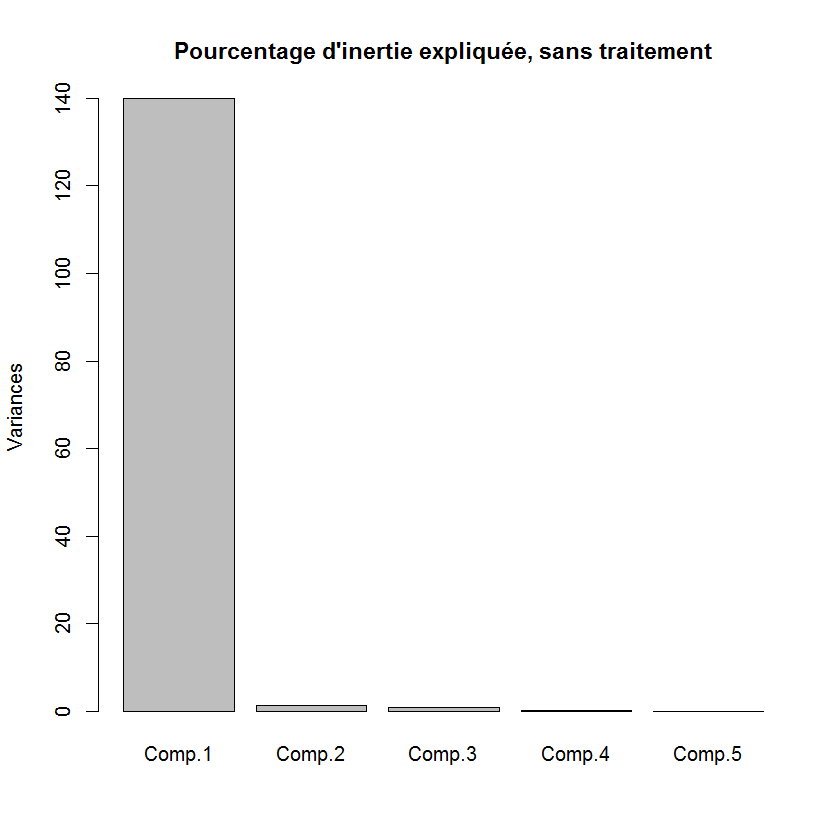 Pourcentage d'inertie expliquée, sans traitement
Variances
140
120
100
80
60
40
20
0
Comp.1 Comp.2 Comp.3 Comp.4 Comp.5